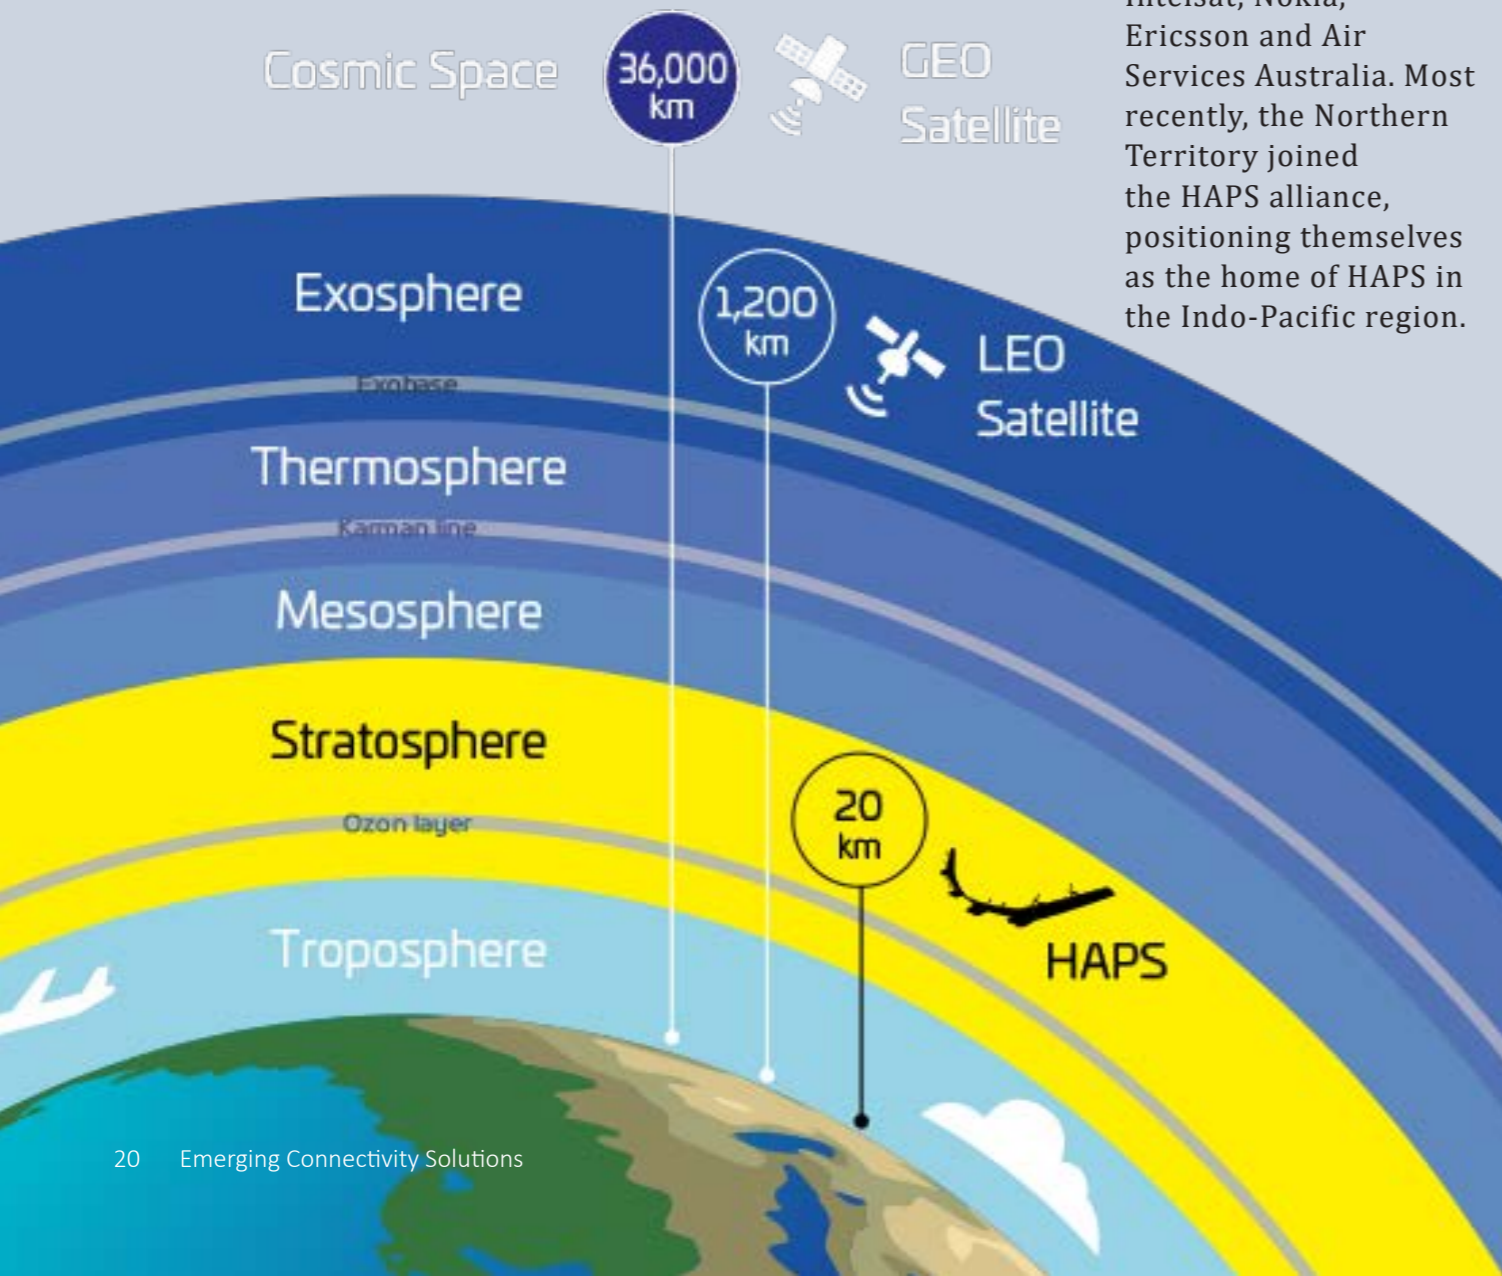 Intelsat, Nokia,
Ericsson and Air
Services Australia. Most
recently, the Northern
Territory joined
the HAPS alliance,
positioning themselves
as the home of HAPS in
the Indo-Pacific region.
Cosmic Space
36,000
km
GEO
Satellite
Exosphere
1,200
km
LEO
Satellite
Exobase
Thermosphere
Karman line
Mesosphere
Stratosphere
20
km
Ozon layer
HAPS
Troposphere
20 Emerging Connectivity Solutions